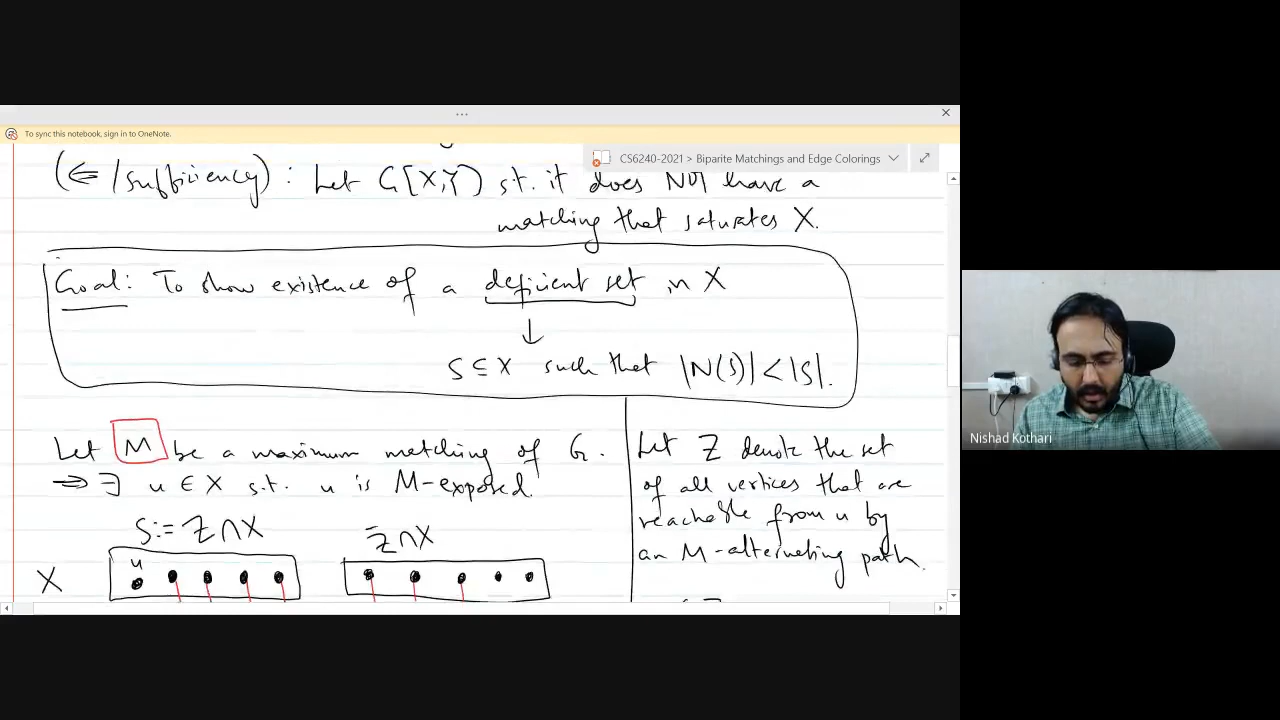 To sync this notebook, sign in to OneNote.
CS6240-2021 > Biparite Matchings and Edge Colorings
(⇐/sufficiency): Let G[X,Y] s.t. it does NOT have a
matching that saturates X.
Goal: To show existence of a deficient set in X
↓
S ⊆ X such that |N(S)| < |S|.
Let M be a maximum matching of G.
⇒ ∃ u ∈ X s.t. u is M-exposed.
S := Z ∩ X
Z̄ ∩ X
u
X
Let Z denote the set
of all vertices that are
reachable from u by
an M-alternating path.
Nishad Kothari